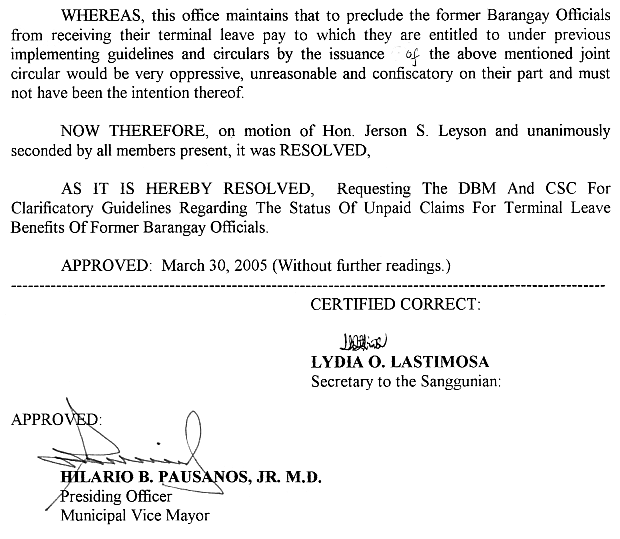 WHEREAS, this office maintains that to preclude the former Barangay Officials
from receiving their terminal leave pay to which they are entitled to under previous
implementing guidelines and circulars by the issuance of the above mentioned joint
circular would be very oppressive, unreasonable and confiscatory on their part and must
not have been the intention thereof.
NOW THEREFORE, on motion of Hon. Jerson S. Leyson and unanimously
seconded by all members present, it was RESOLVED,
AS IT IS HEREBY RESOLVED, Requesting The DBM And CSC For
Clarificatory Guidelines Regarding The Status Of Unpaid Claims For Terminal Leave
Benefits Of Former Barangay Officials.
APPROVED: March 30, 2005 (Without further readings.)
CERTIFIED CORRECT:
LYDIA O. LASTIMOSA
Secretary to the Sanggunian:
APPROVED:
HILARIO B. PAUSANOS, JR. M.D.
Presiding Officer
Municipal Vice Mayor